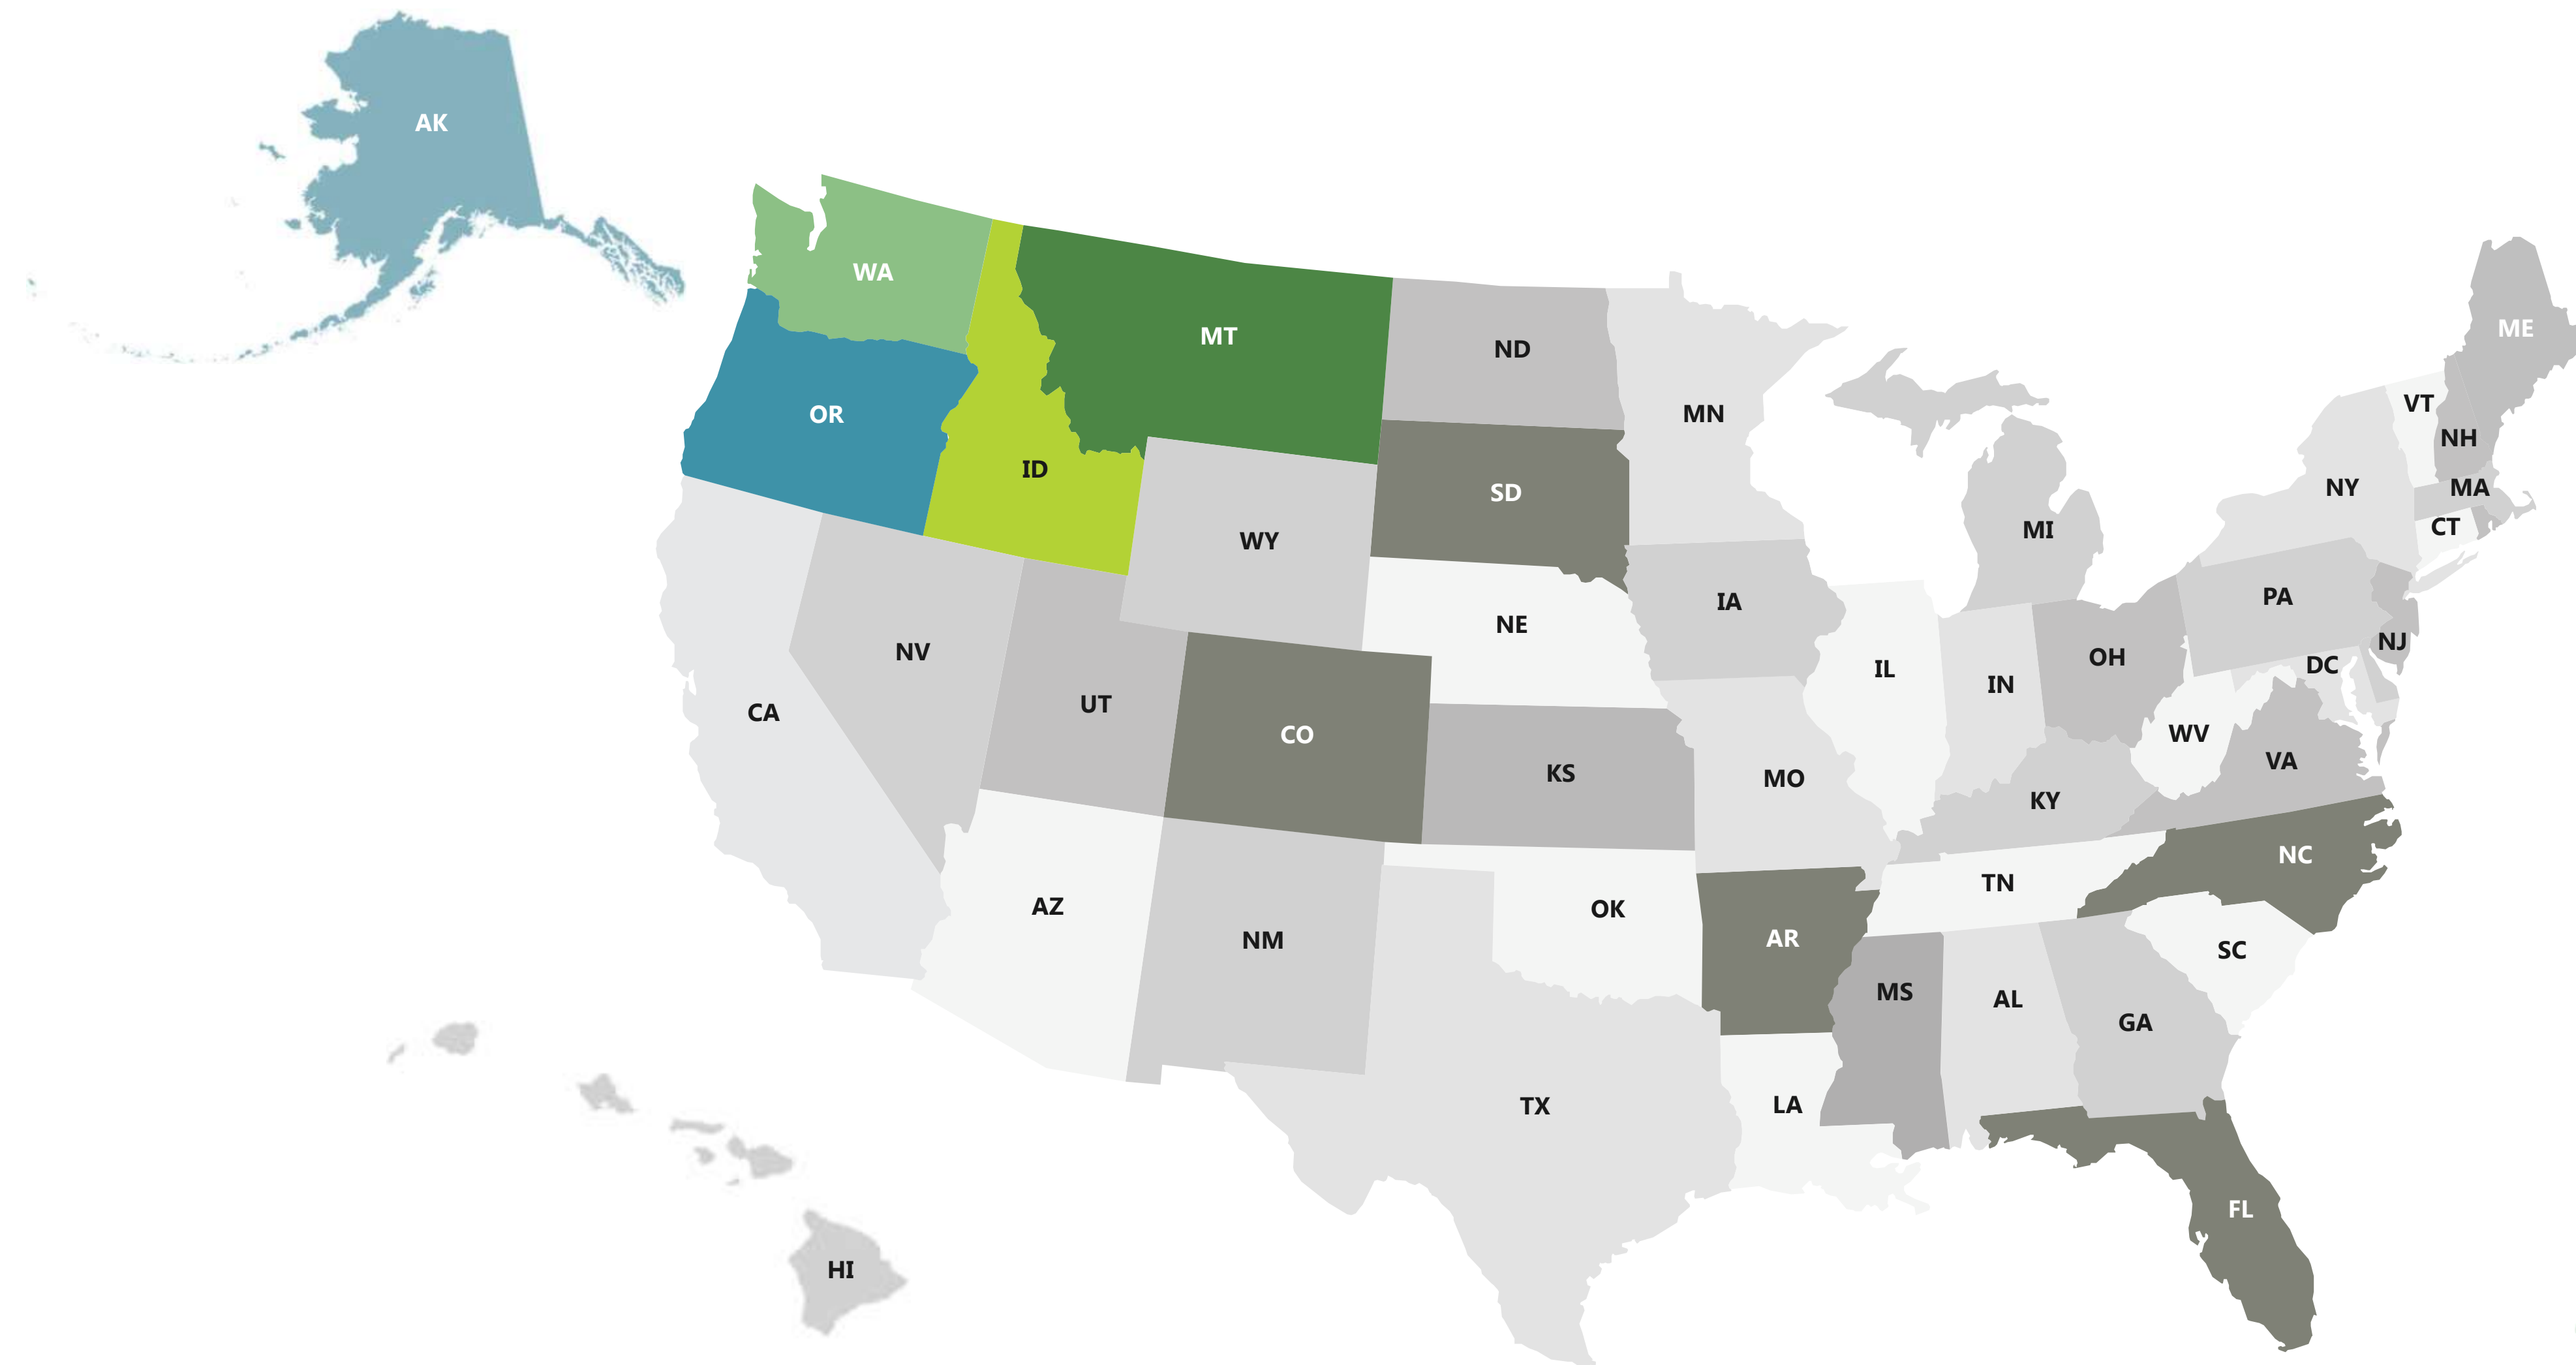 AK
WA
MT
ME
ND
VT
OR
MN
NH
ID
NY
MA
SD
CT
MI
WY
PA
IA
NE
NJ
NV
OH
DC
IL
IN
UT
CA
CO
WV
VA
KS
MO
KY
NC
TN
AZ
OK
AR
NM
SC
MS
AL
GA
LA
TX
FL
HI